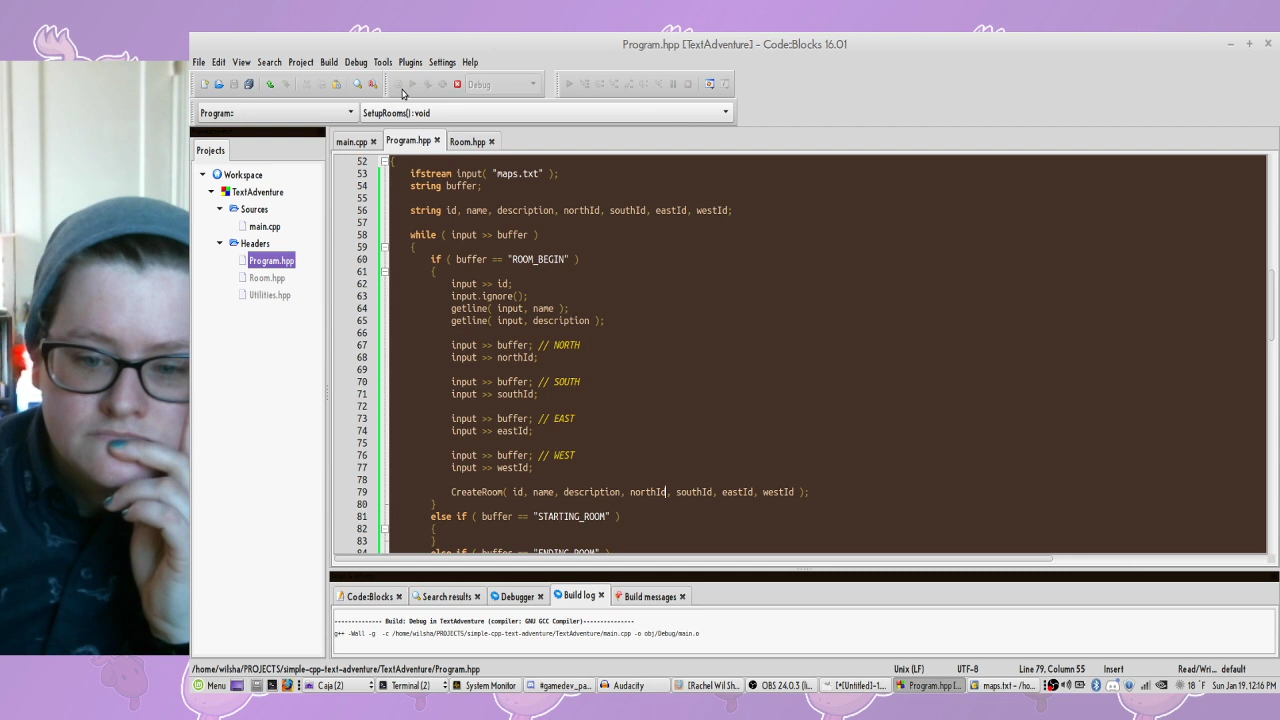 Program.hpp [TextAdventure] - Code::Blocks 16.01
File Edit View Search Project Build Debug Tools Plugins Settings Help
Debug
Program:: SetupRooms() : void
Projects
main.cpp Program.hpp Room.hpp
Workspace
TextAdventure
Sources
main.cpp
Headers
Program.hpp
Room.hpp
Utilities.hpp
52 {
53 ifstream input( "maps.txt" );
54 string buffer;
55
56 string id, name, description, northId, southId, eastId, westId;
57
58 while ( input >> buffer )
59 {
60 if ( buffer == "ROOM_BEGIN" )
61 {
62 input >> id;
63 input.ignore();
64 getline( input, name );
65 getline( input, description );
66
67 input >> buffer; // NORTH
68 input >> northId;
69
70 input >> buffer; // SOUTH
71 input >> southId;
72
73 input >> buffer; // EAST
74 input >> eastId;
75
76 input >> buffer; // WEST
77 input >> westId;
78
79 CreateRoom( id, name, description, northId, southId, eastId, westId );
80 }
81 else if ( buffer == "STARTING_ROOM" )
82 {
83 }
84 else if ( buffer == "ENDING_ROOM" )
Code::Blocks Search results Debugger Build log Build messages
-------------- Build: Debug in TextAdventure (compiler: GNU GCC Compiler)---------------
g++ -Wall -g -c /home/wilsha/PROJECTS/simple-cpp-text-adventure/TextAdventure/main.cpp -o obj/Debug/main.o
/home/wilsha/PROJECTS/simple-cpp-text-adventure/TextAdventure/Program.hpp Unix (LF) UTF-8 Line 79, Column 55 Insert Read/Wri... default
Menu Caja (2) Terminal (2) System Monitor #gamedev_pa... Audacity [Rachel Wil Sh... OBS 24.0.3 (li... [*[Untitled]-1... Program.hpp [... maps.txt - /ho... 18 °F Sun Jan 19, 12:16 PM